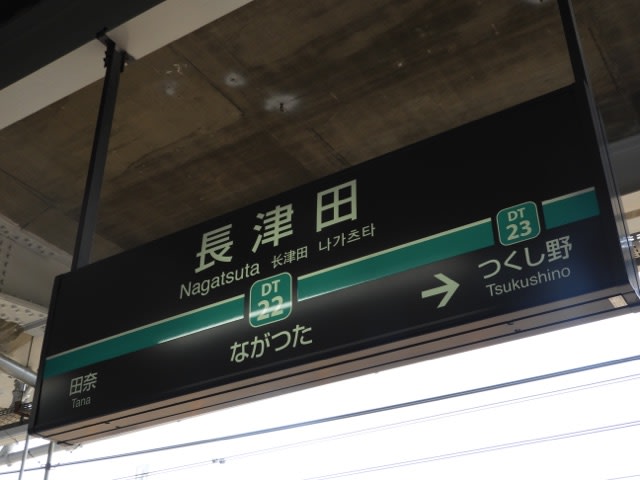 長津田
Nagatsuta 长津田 나가츠타
DT
22
ながつた
DT
23
つくし野
Tsukushino
田奈
Tana